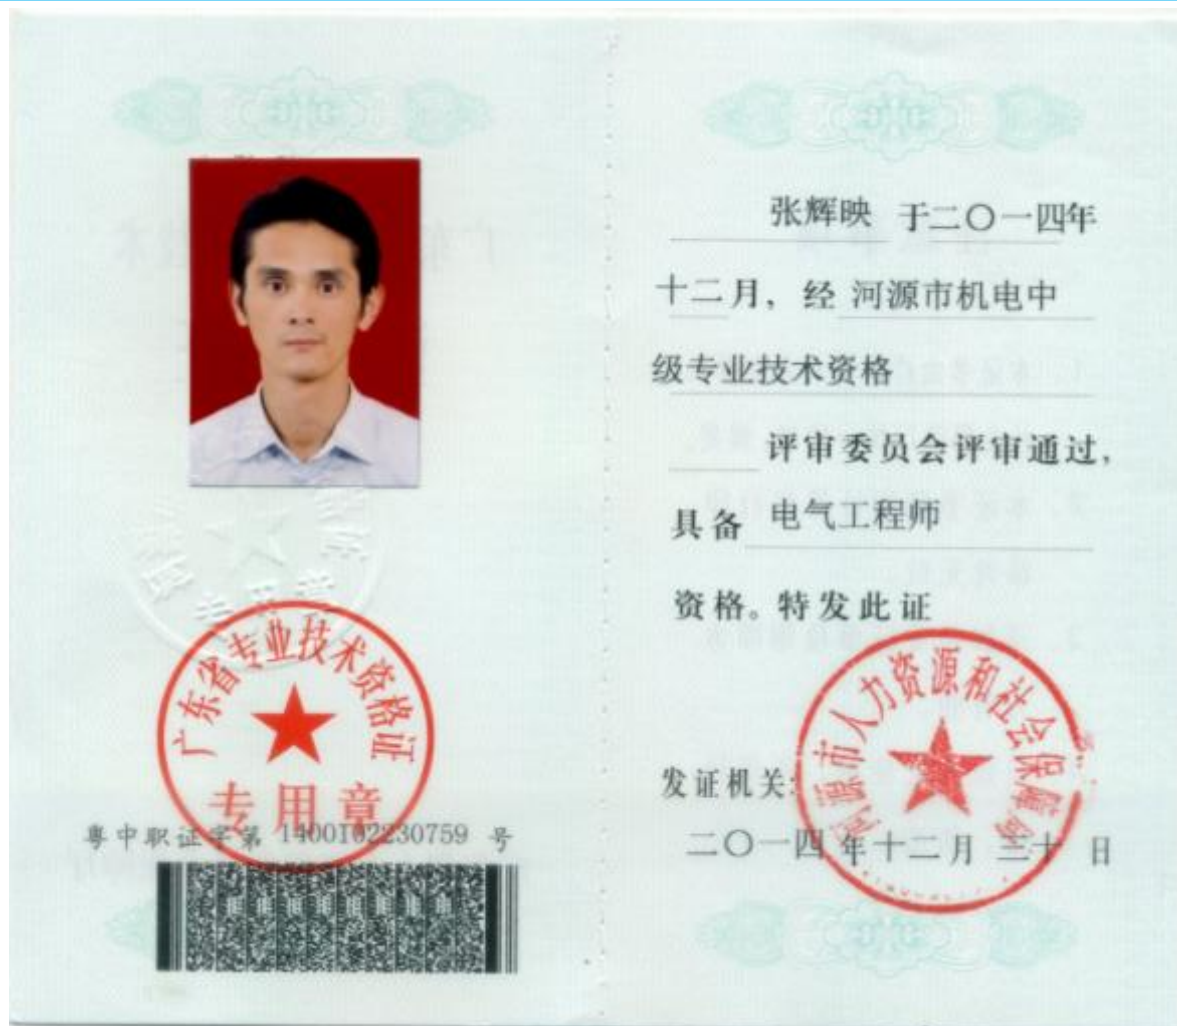 广东省专业技术资格证
专用章
粤中职证字第 1400102230759 号
张辉映 于二〇一四年
十二月，经 河源市机电中
级专业技术资格
评审委员会评审通过，
具备 电气工程师
资格。特发此证
河源市人力资源和社会保障局
发证机关:
二〇一四 年十二月 三十 日